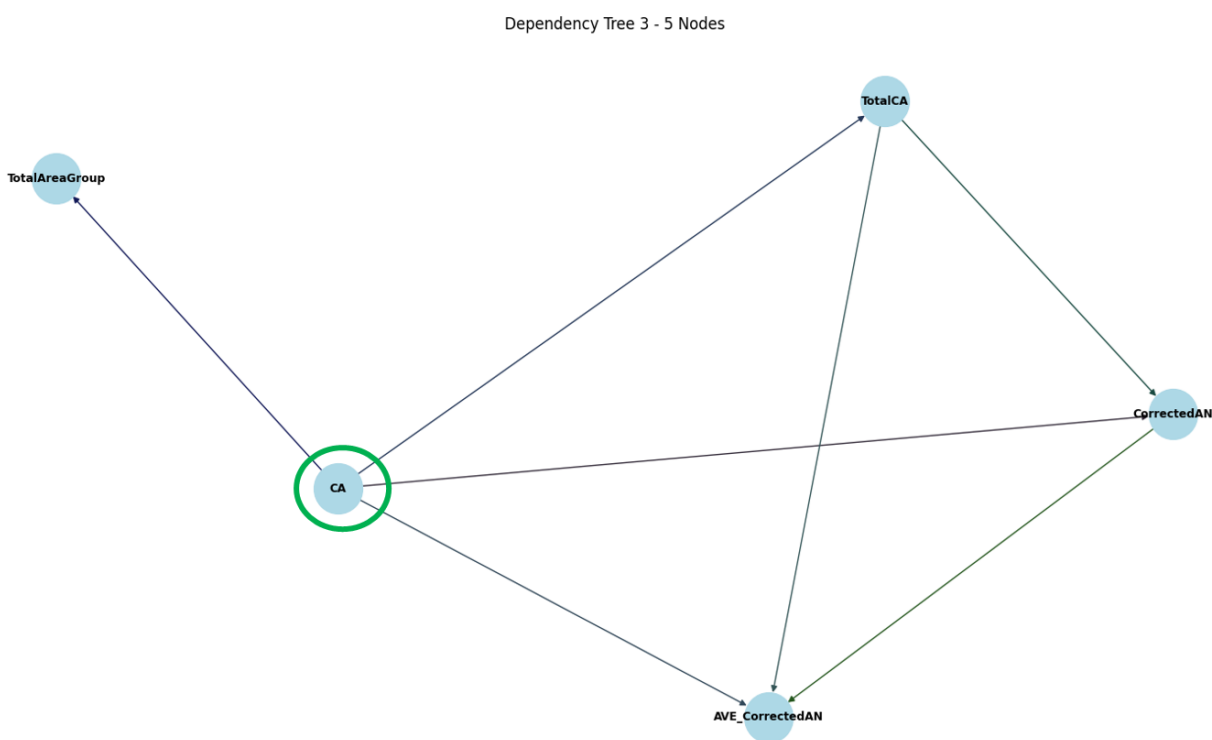 Dependency Tree 3 - 5 Nodes
TotalCA
TotalAreaGroup
CorrectedAN
CA
AVE_CorrectedAN